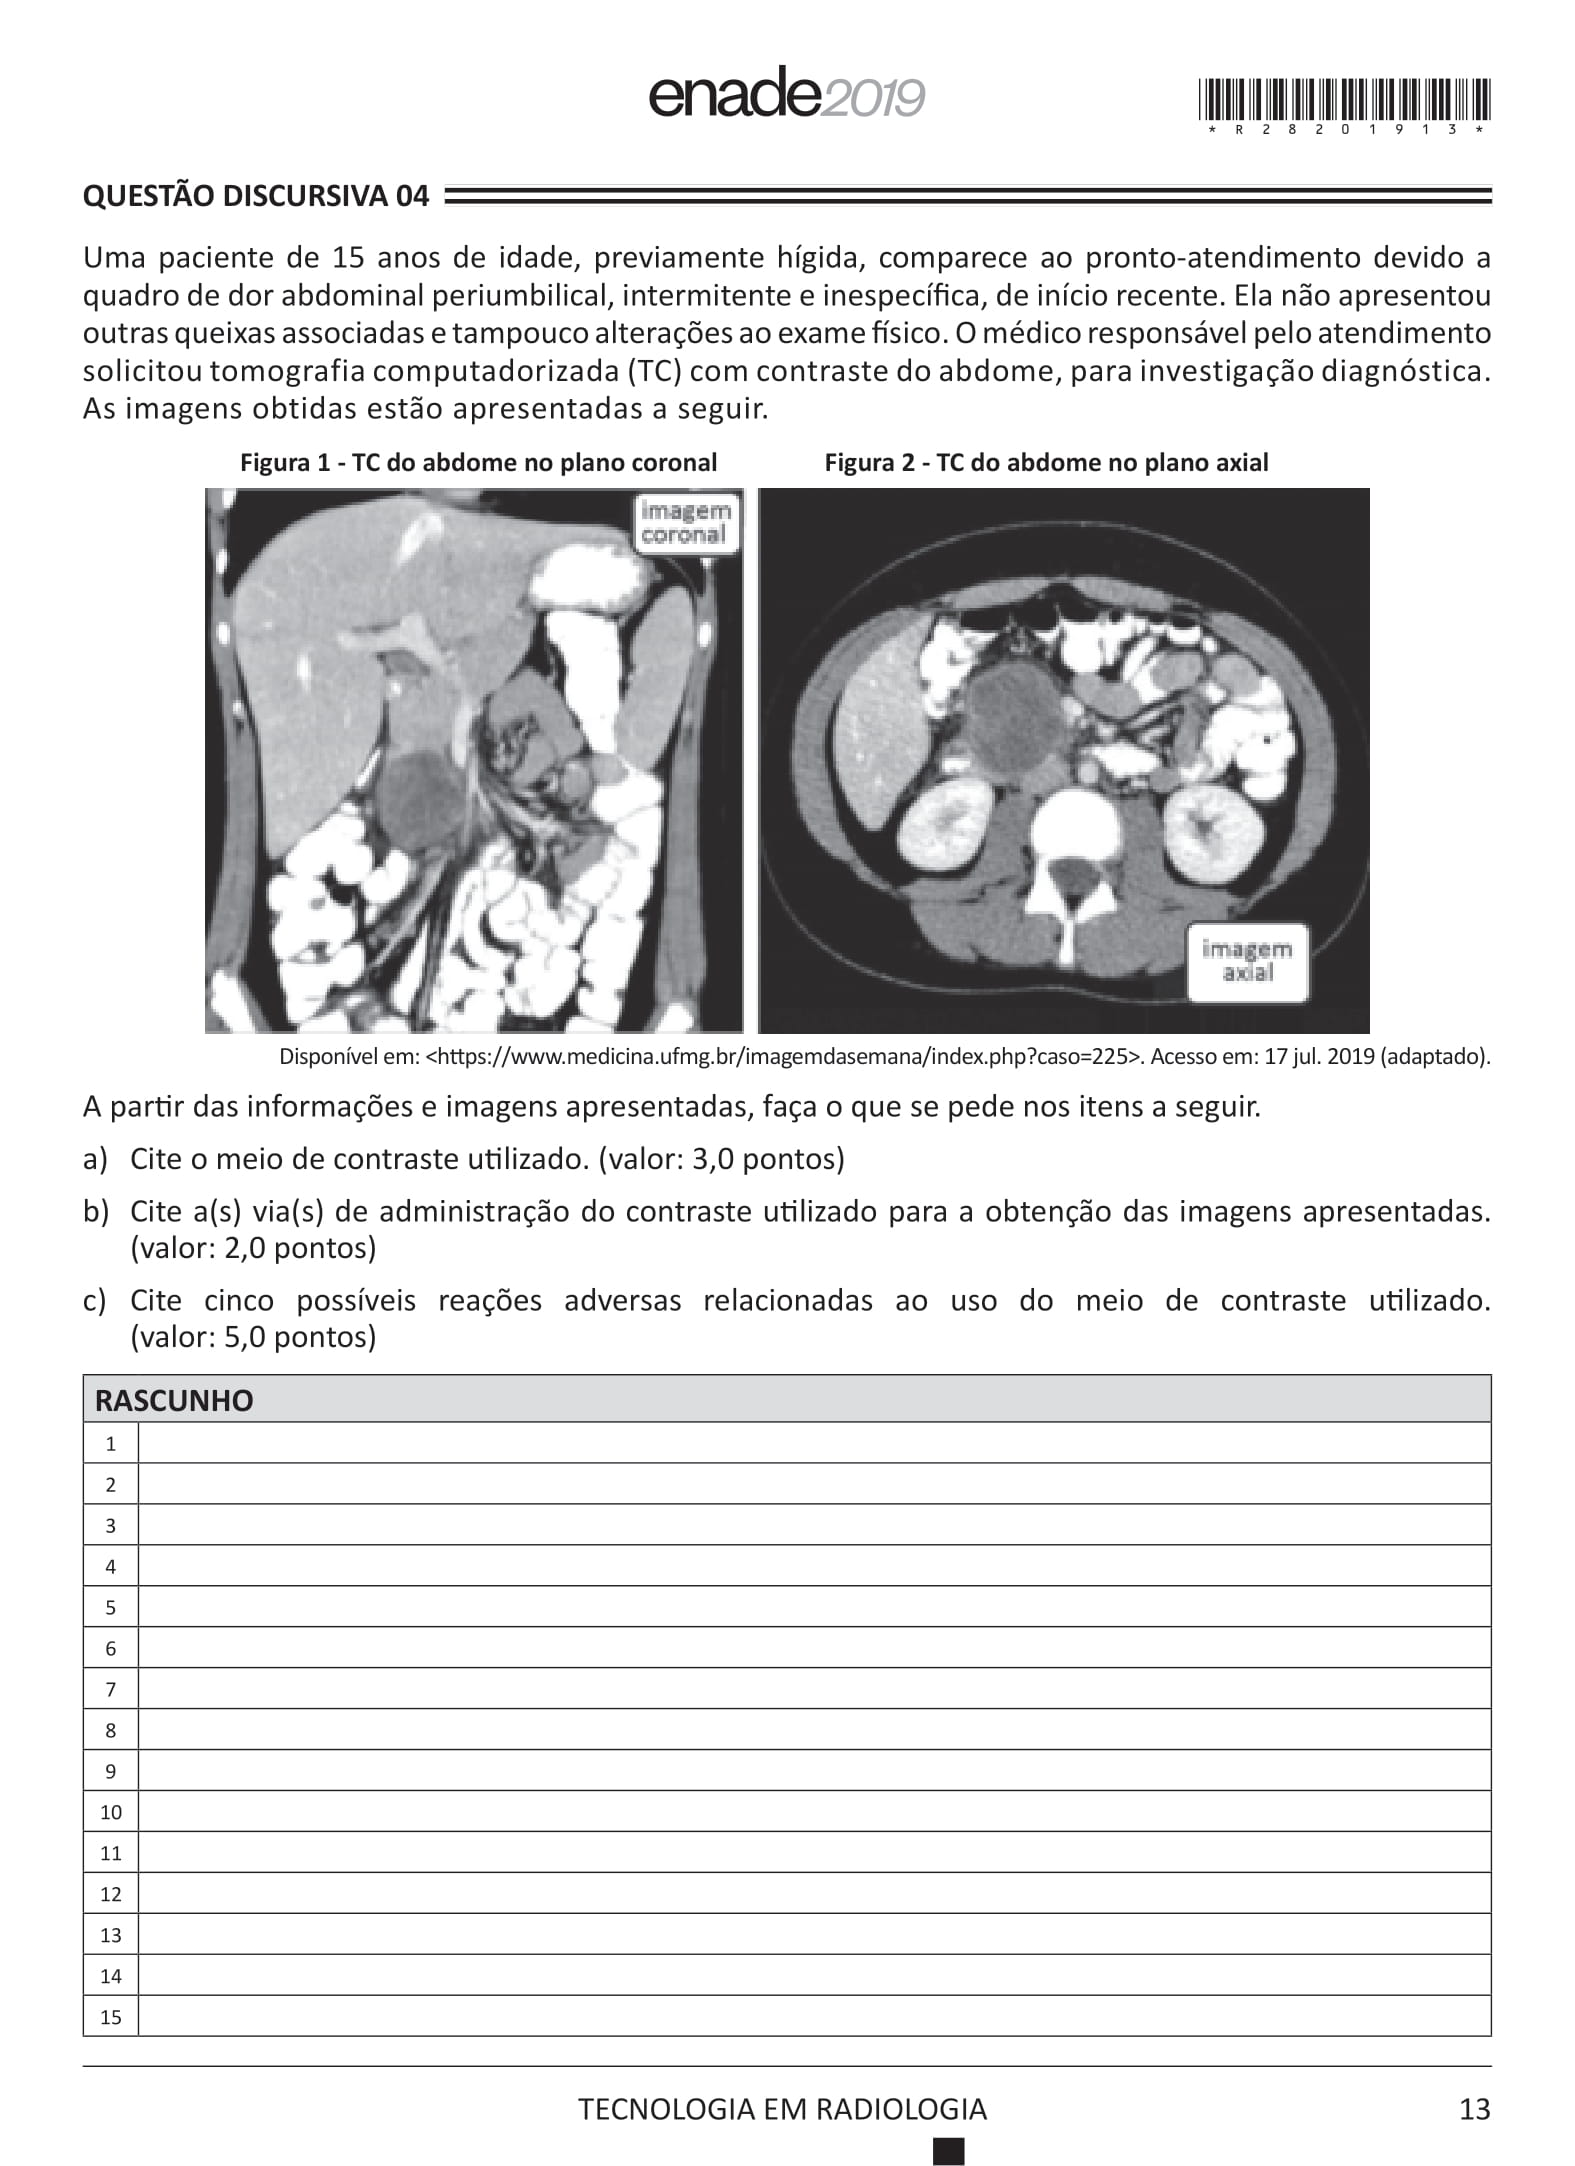 enade2019
*R28201913*
QUESTÃO DISCURSIVA 04
Uma paciente de 15 anos de idade, previamente hígida, comparece ao pronto-atendimento devido a
quadro de dor abdominal periumbilical, intermitente e inespecífica, de início recente. Ela não apresentou
outras queixas associadas e tampouco alterações ao exame físico. O médico responsável pelo atendimento
solicitou tomografia computadorizada (TC) com contraste do abdome, para investigação diagnóstica.
As imagens obtidas estão apresentadas a seguir.
Figura 1 - TC do abdome no plano coronal
Figura 2 - TC do abdome no plano axial
imagem
coronal
imagem
axial
Disponível em: <https://www.medicina.ufmg.br/imagemdasemana/index.php?caso=225>. Acesso em: 17 jul. 2019 (adaptado).
A partir das informações e imagens apresentadas, faça o que se pede nos itens a seguir.
a) Cite o meio de contraste utilizado. (valor: 3,0 pontos)
b) Cite a(s) via(s) de administração do contraste utilizado para a obtenção das imagens apresentadas.
(valor: 2,0 pontos)
c) Cite cinco possíveis reações adversas relacionadas ao uso do meio de contraste utilizado.
(valor: 5,0 pontos)
RASCUNHO
1
2
3
4
5
6
7
8
9
10
11
12
13
14
15
TECNOLOGIA EM RADIOLOGIA
13